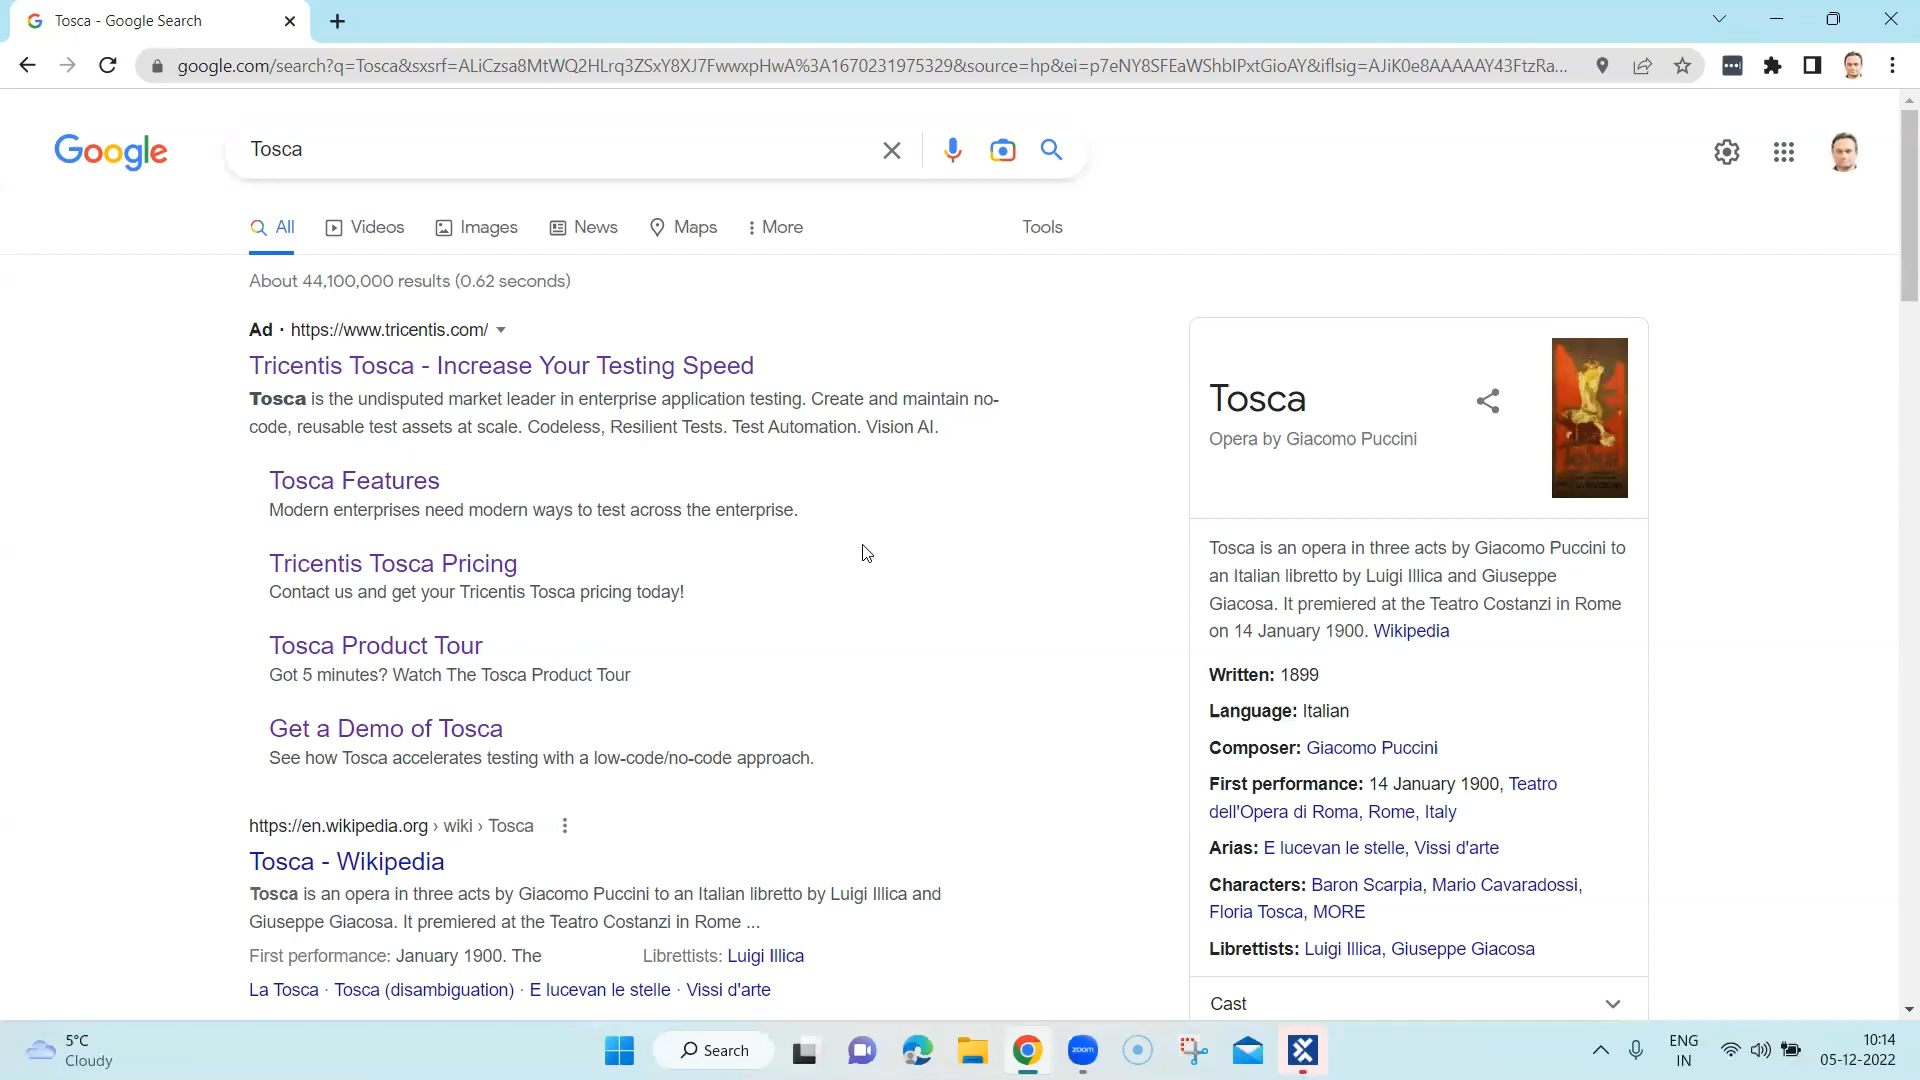 Tosca - Google Search
google.com/search?q=Tosca&sxsrf=ALiCzsa8MtWQ2HLrq3ZSxY8XJ7FwwxpHwA%3A1670231975329&source=hp&ei=p7eNY8SFEaWShbIPxtGioAY&iflsig=AJiK0e8AAAAAY43FtzRa...
Google
Tosca
All
Videos
Images
News
Maps
More
Tools
About 44,100,000 results (0.62 seconds)
Ad · https://www.tricentis.com/
Tricentis Tosca - Increase Your Testing Speed
Tosca is the undisputed market leader in enterprise application testing. Create and maintain no-
code, reusable test assets at scale. Codeless, Resilient Tests. Test Automation. Vision AI.
Tosca Features
Modern enterprises need modern ways to test across the enterprise.
Tricentis Tosca Pricing
Contact us and get your Tricentis Tosca pricing today!
Tosca Product Tour
Got 5 minutes? Watch The Tosca Product Tour
Get a Demo of Tosca
See how Tosca accelerates testing with a low-code/no-code approach.
https://en.wikipedia.org › wiki › Tosca
Tosca - Wikipedia
Tosca is an opera in three acts by Giacomo Puccini to an Italian libretto by Luigi Illica and
Giuseppe Giacosa. It premiered at the Teatro Costanzi in Rome ...
First performance: January 1900. The
Librettists: Luigi Illica
La Tosca · Tosca (disambiguation) · E lucevan le stelle · Vissi d'arte
Tosca
Opera by Giacomo Puccini
Tosca is an opera in three acts by Giacomo Puccini to
an Italian libretto by Luigi Illica and Giuseppe
Giacosa. It premiered at the Teatro Costanzi in Rome
on 14 January 1900. Wikipedia
Written: 1899
Language: Italian
Composer: Giacomo Puccini
First performance: 14 January 1900, Teatro
dell'Opera di Roma, Rome, Italy
Arias: E lucevan le stelle, Vissi d'arte
Characters: Baron Scarpia, Mario Cavaradossi,
Floria Tosca, MORE
Librettists: Luigi Illica, Giuseppe Giacosa
Cast
5°C
Cloudy
Search
zoom
ENG
IN
10:14
05-12-2022